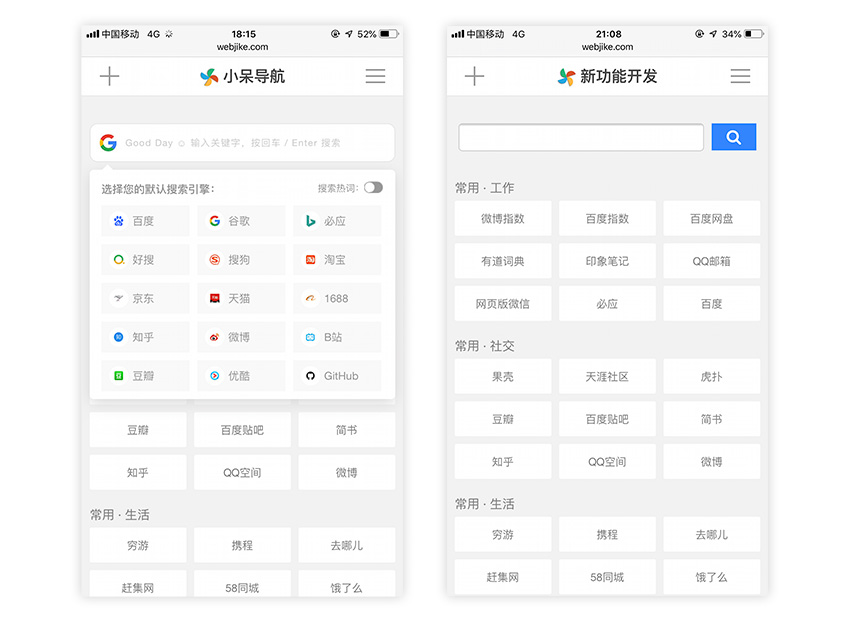 中国移动 4G 18:15 52%
webjike.com
小呆导航
Good Day ☺ 输入关键字，按回车 / Enter 搜索
选择您的默认搜索引擎： 搜索热词：
百度 谷歌 必应
好搜 搜狗 淘宝
京东 天猫 1688
知乎 微博 B站
豆瓣 优酷 GitHub
豆瓣 百度贴吧 简书
知乎 QQ空间 微博
常用 · 生活
穷游 携程 去哪儿
赶集网 58同城 饿了么
中国移动 4G 21:08 34%
webjike.com
新功能开发
常用 · 工作
微博指数 百度指数 百度网盘
有道词典 印象笔记 QQ邮箱
网页版微信 必应 百度
常用 · 社交
果壳 天涯社区 虎扑
豆瓣 百度贴吧 简书
知乎 QQ空间 微博
常用 · 生活
穷游 携程 去哪儿
赶集网 58同城 饿了么